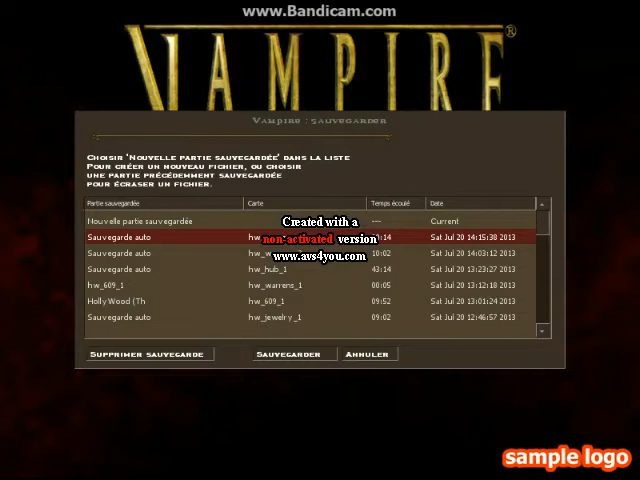 www.Bandicam.com
VAMPIRE®
VAMPIRE : SAUVEGARDER
CHOISIR 'NOUVELLE PARTIE SAUVEGARDÉE' DANS LA LISTE
POUR CRÉER UN NOUVEAU FICHIER, OU CHOISIR
UNE PARTIE PRÉCÉDEMMENT SAUVEGARDÉE
POUR ÉCRASER UN FICHIER.
Partie sauvegardée Carte Temps écoulé Date
Nouvelle partie sauvegardée --- Current
Sauvegarde auto Sat Jul 20 14:15:38 2013
Sauvegarde auto 10:02 Sat Jul 20 14:03:12 2013
Sauvegarde auto hw_hub_1 43:14 Sat Jul 20 13:23:27 2013
hw_609_1 hw_warrens_1 00:05 Sat Jul 20 13:12:18 2013
HollyWood (Th hw_609_1 09:52 Sat Jul 20 13:01:24 2013
Sauvegarde auto hw_jewelry_1 09:02 Sat Jul 20 12:46:57 2013
Created with a
non-activated version
www.avs4you.com
SUPPRIMER SAUVEGARDE SAUVEGARDER ANNULER
sample logo